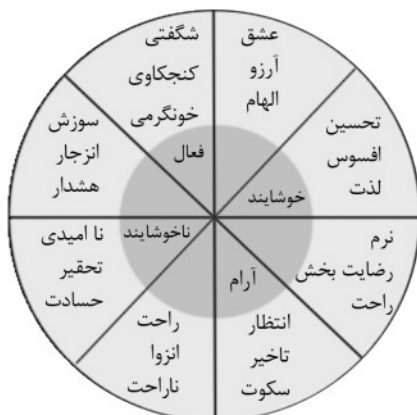 عشق
آرزو
الهام
شگفتی
کنجکاوی
خونگرمی
تحسین
افسوس
لذت
سوزش
انزجار
هشدار
فعال
خوشایند
ناخوشایند
آرام
نرم
رضایت بخش
راحت
نا امیدی
تحقیر
حسادت
انتظار
تاخیر
سکوت
راحت
انزوا
ناراحت